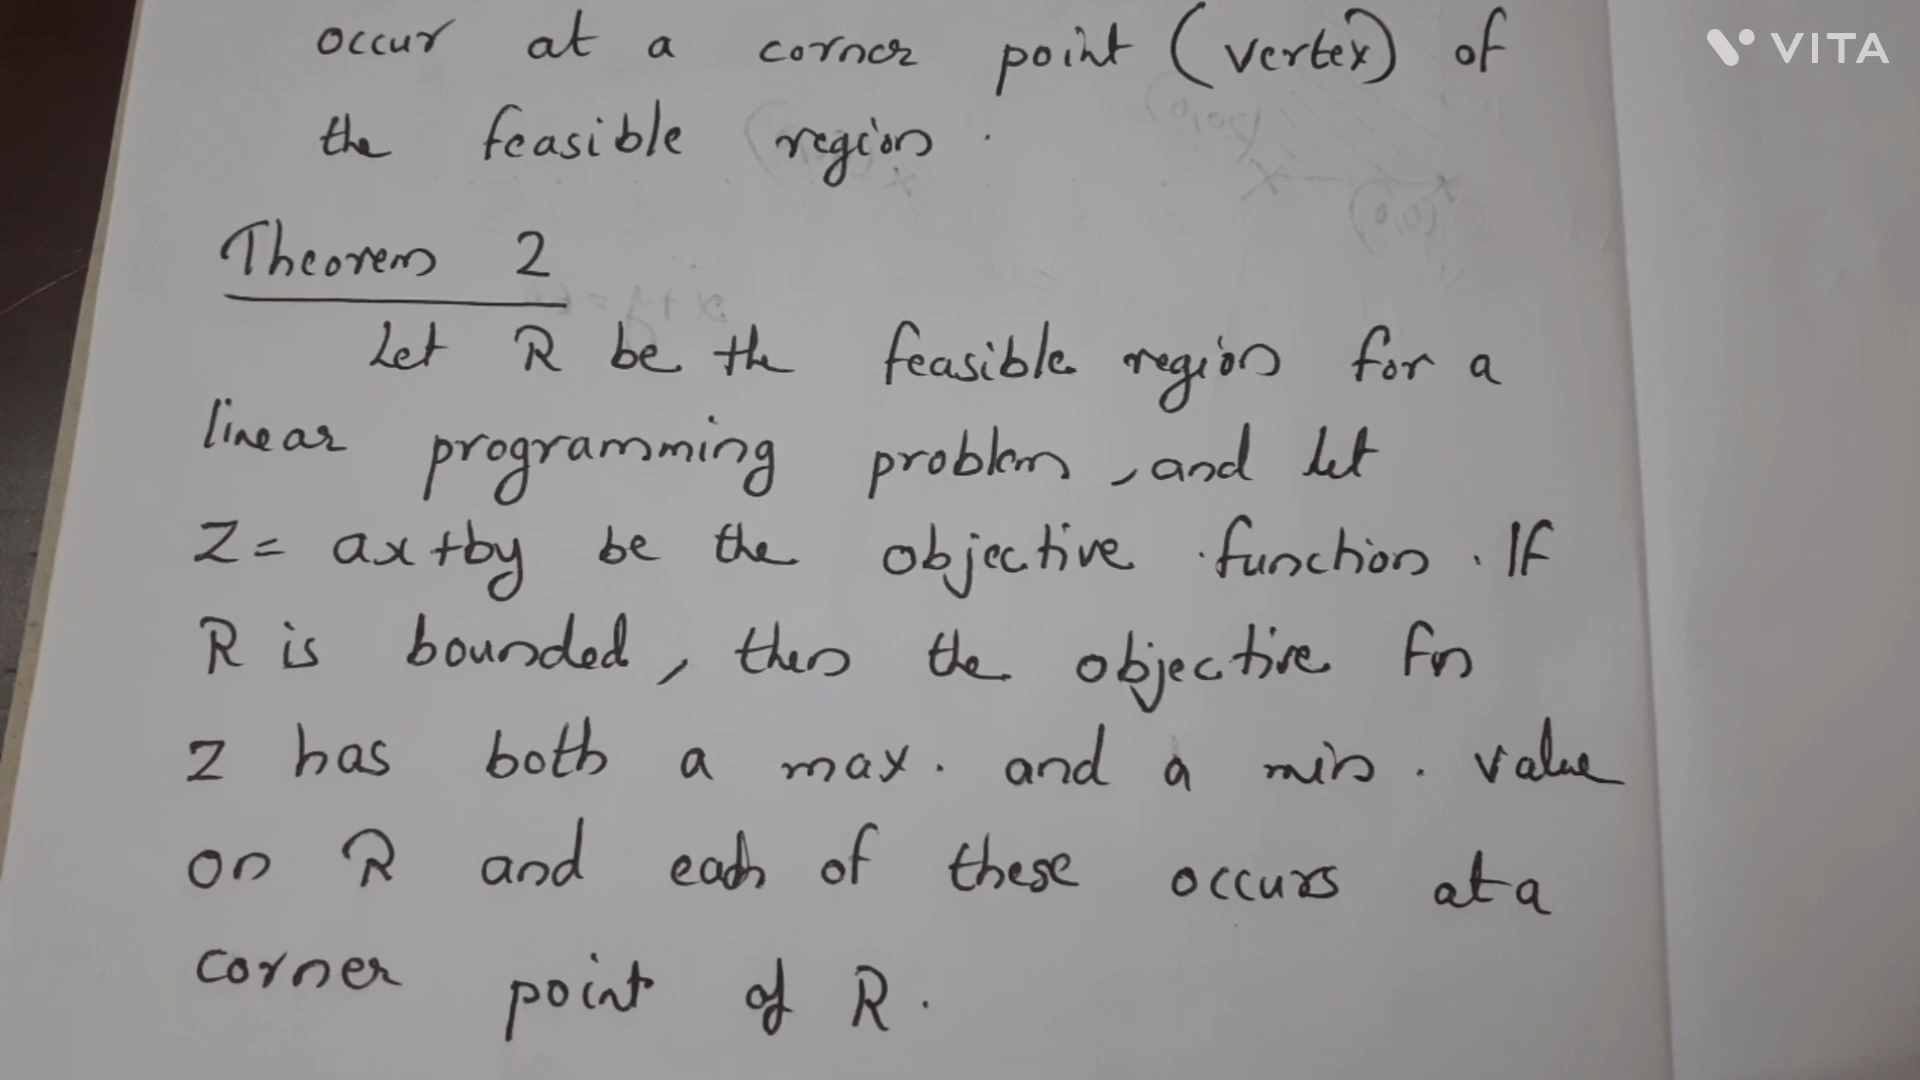 VITA
occur at a corner point (vertex) of
the feasible region.
Theorem 2
Let R be the feasible region for a
linear programming problem, and let
Z = ax+by be the objective function. If
R is bounded, then the objective fn
Z has both a max. and a min. value
on R and each of these occurs at a
corner point of R.